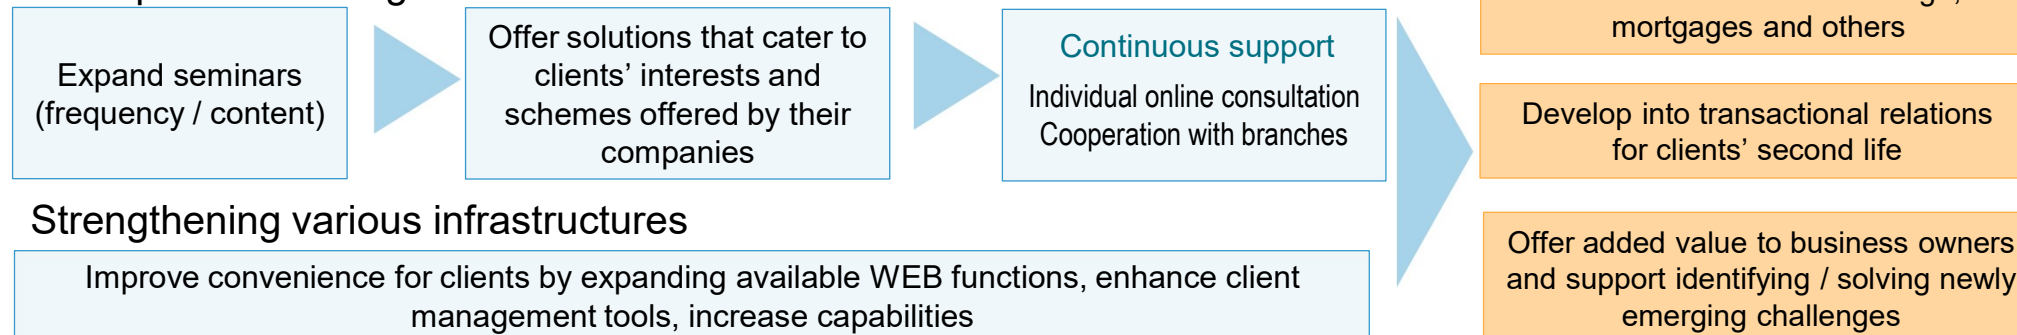 Expand seminars
(frequency / content)
Offer solutions that cater to
clients’ interests and
schemes offered by their
companies
Continuous support
Individual online consultation
Cooperation with branches
mortgages and others
Develop into transactional relations
for clients’ second life
Strengthening various infrastructures
Improve convenience for clients by expanding available WEB functions, enhance client
management tools, increase capabilities
Offer added value to business owners
and support identifying / solving newly
emerging challenges